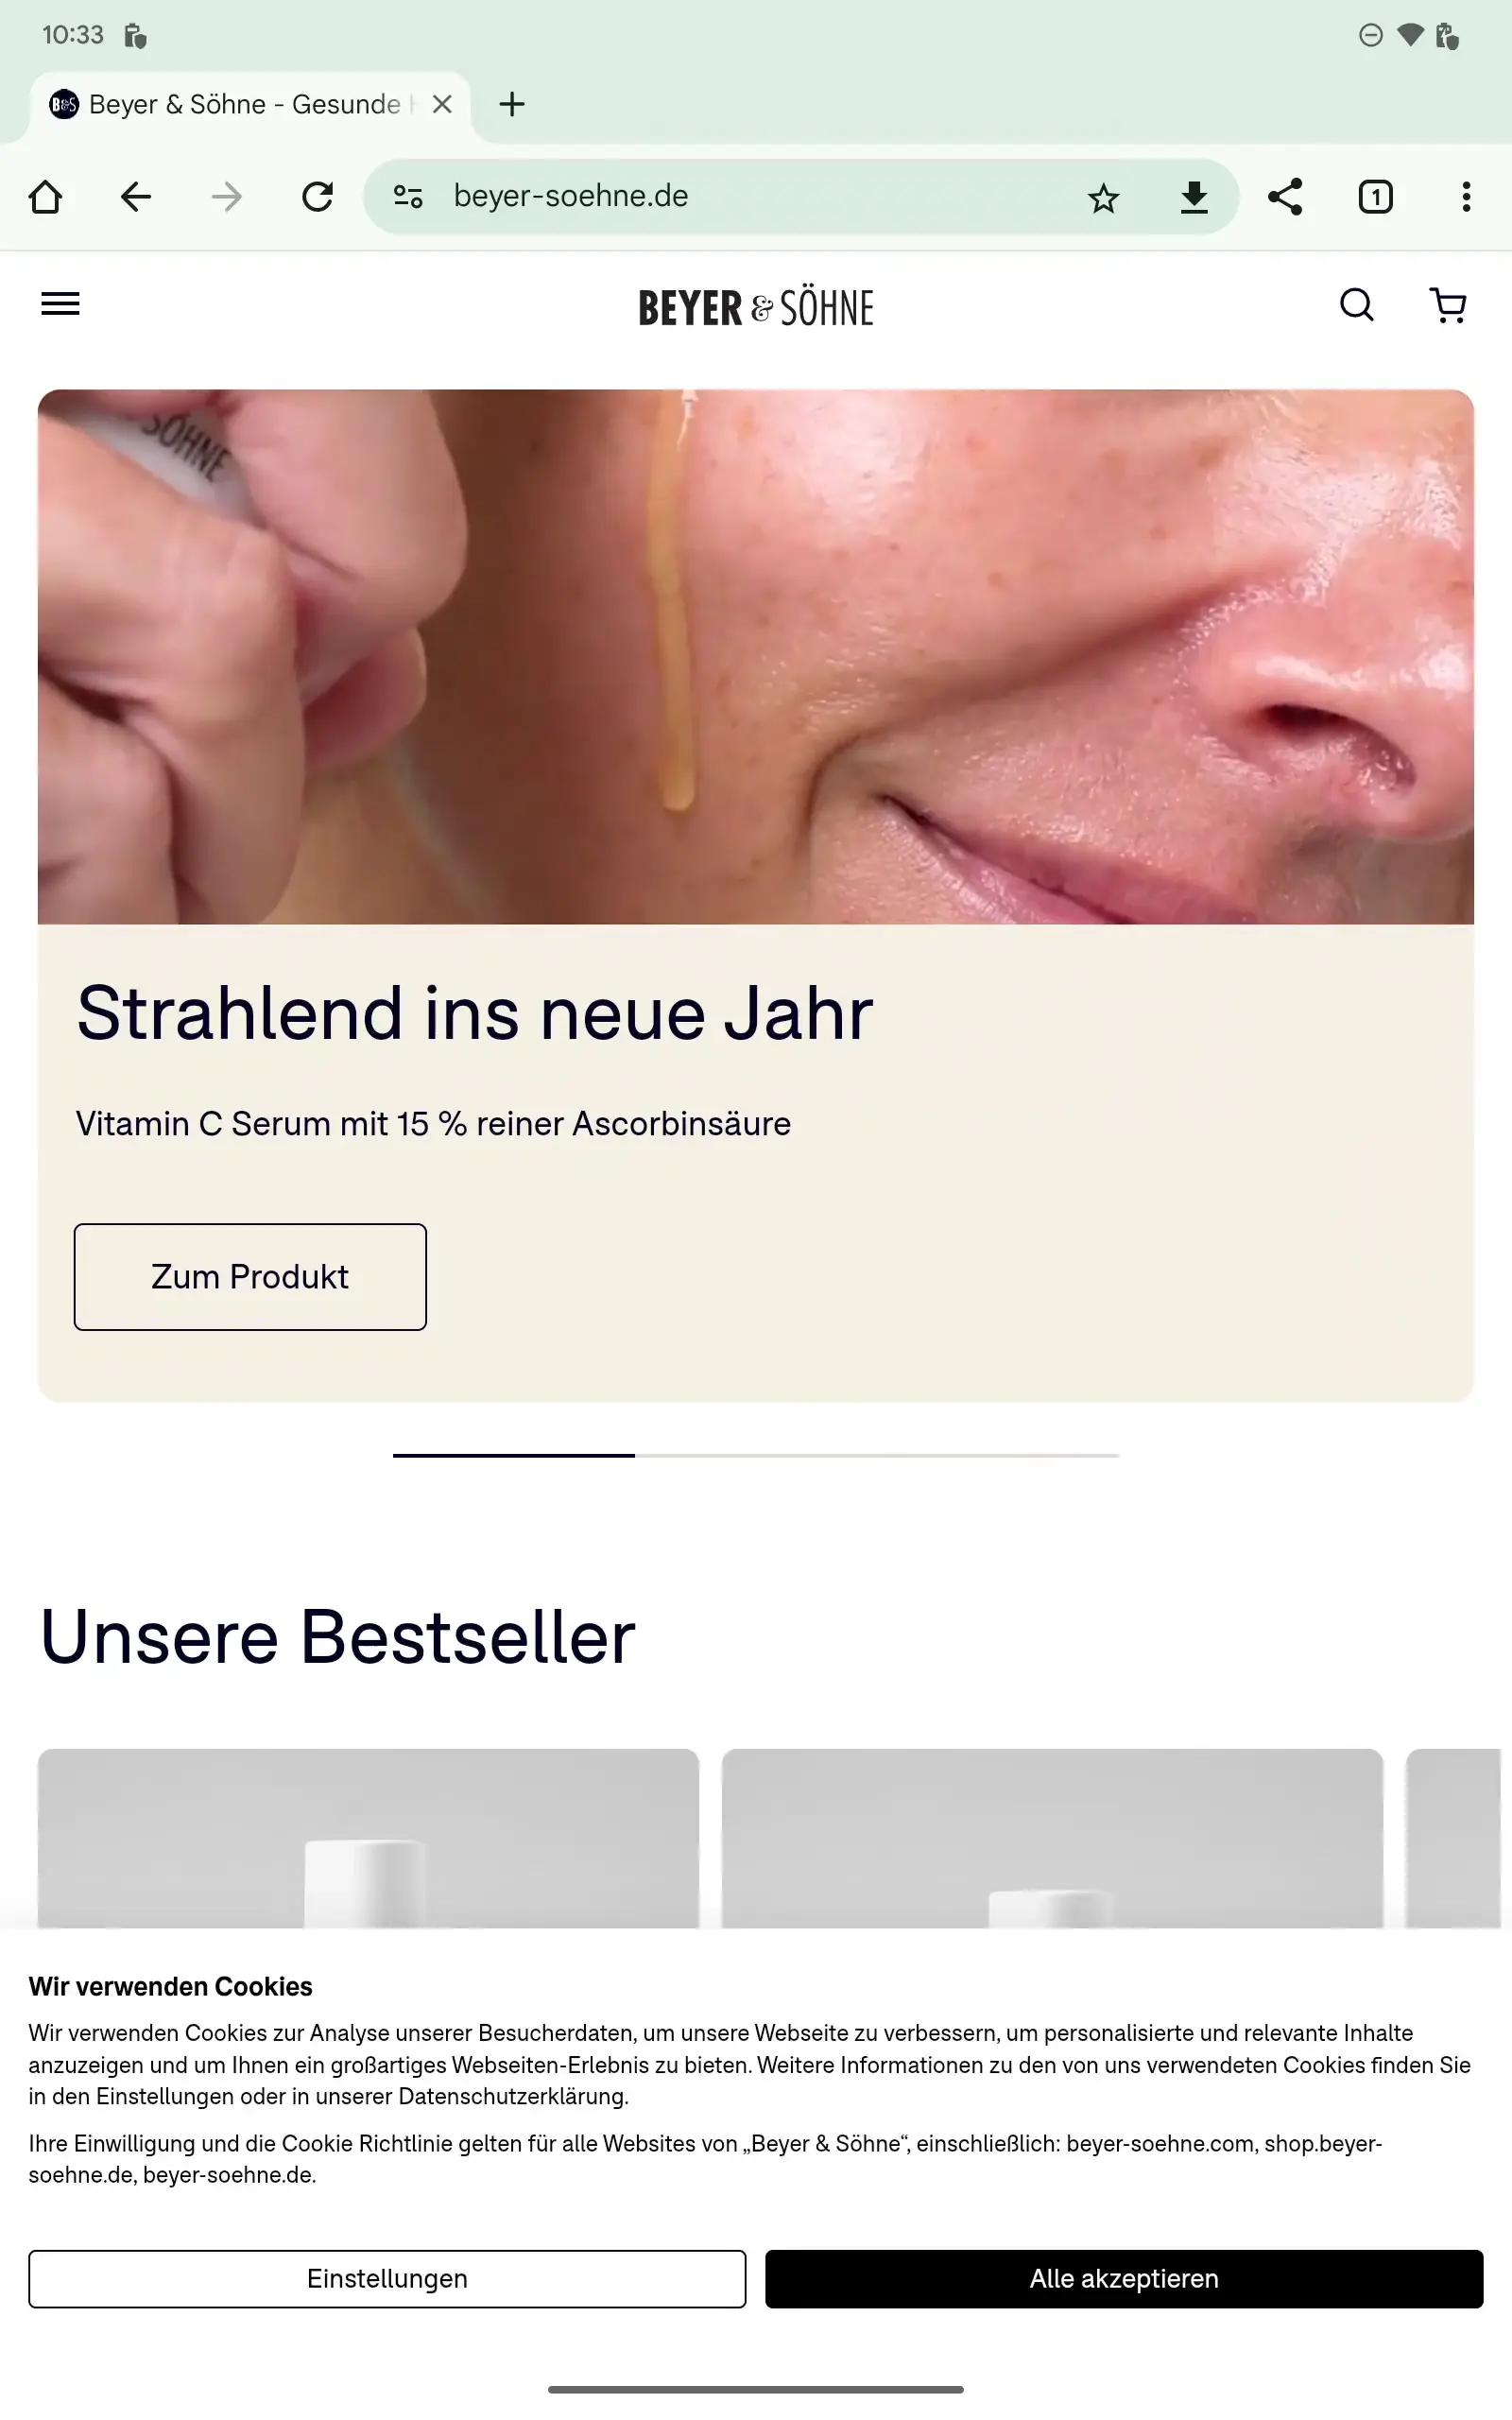 10:33
Beyer & Söhne - Gesunde
beyer-soehne.de
1
BEYER & SÖHNE
SÖHNE
Strahlend ins neue Jahr
Vitamin C Serum mit 15 % reiner Ascorbinsäure
Zum Produkt
Unsere Bestseller
Wir verwenden Cookies
Wir verwenden Cookies zur Analyse unserer Besucherdaten, um unsere Webseite zu verbessern, um personalisierte und relevante Inhalte
anzuzeigen und um Ihnen ein großartiges Webseiten-Erlebnis zu bieten. Weitere Informationen zu den von uns verwendeten Cookies finden Sie
in den Einstellungen oder in unserer Datenschutzerklärung.
Ihre Einwilligung und die Cookie Richtlinie gelten für alle Websites von „Beyer & Söhne“, einschließlich: beyer-soehne.com, shop.beyer-
soehne.de, beyer-soehne.de.
Einstellungen
Alle akzeptieren